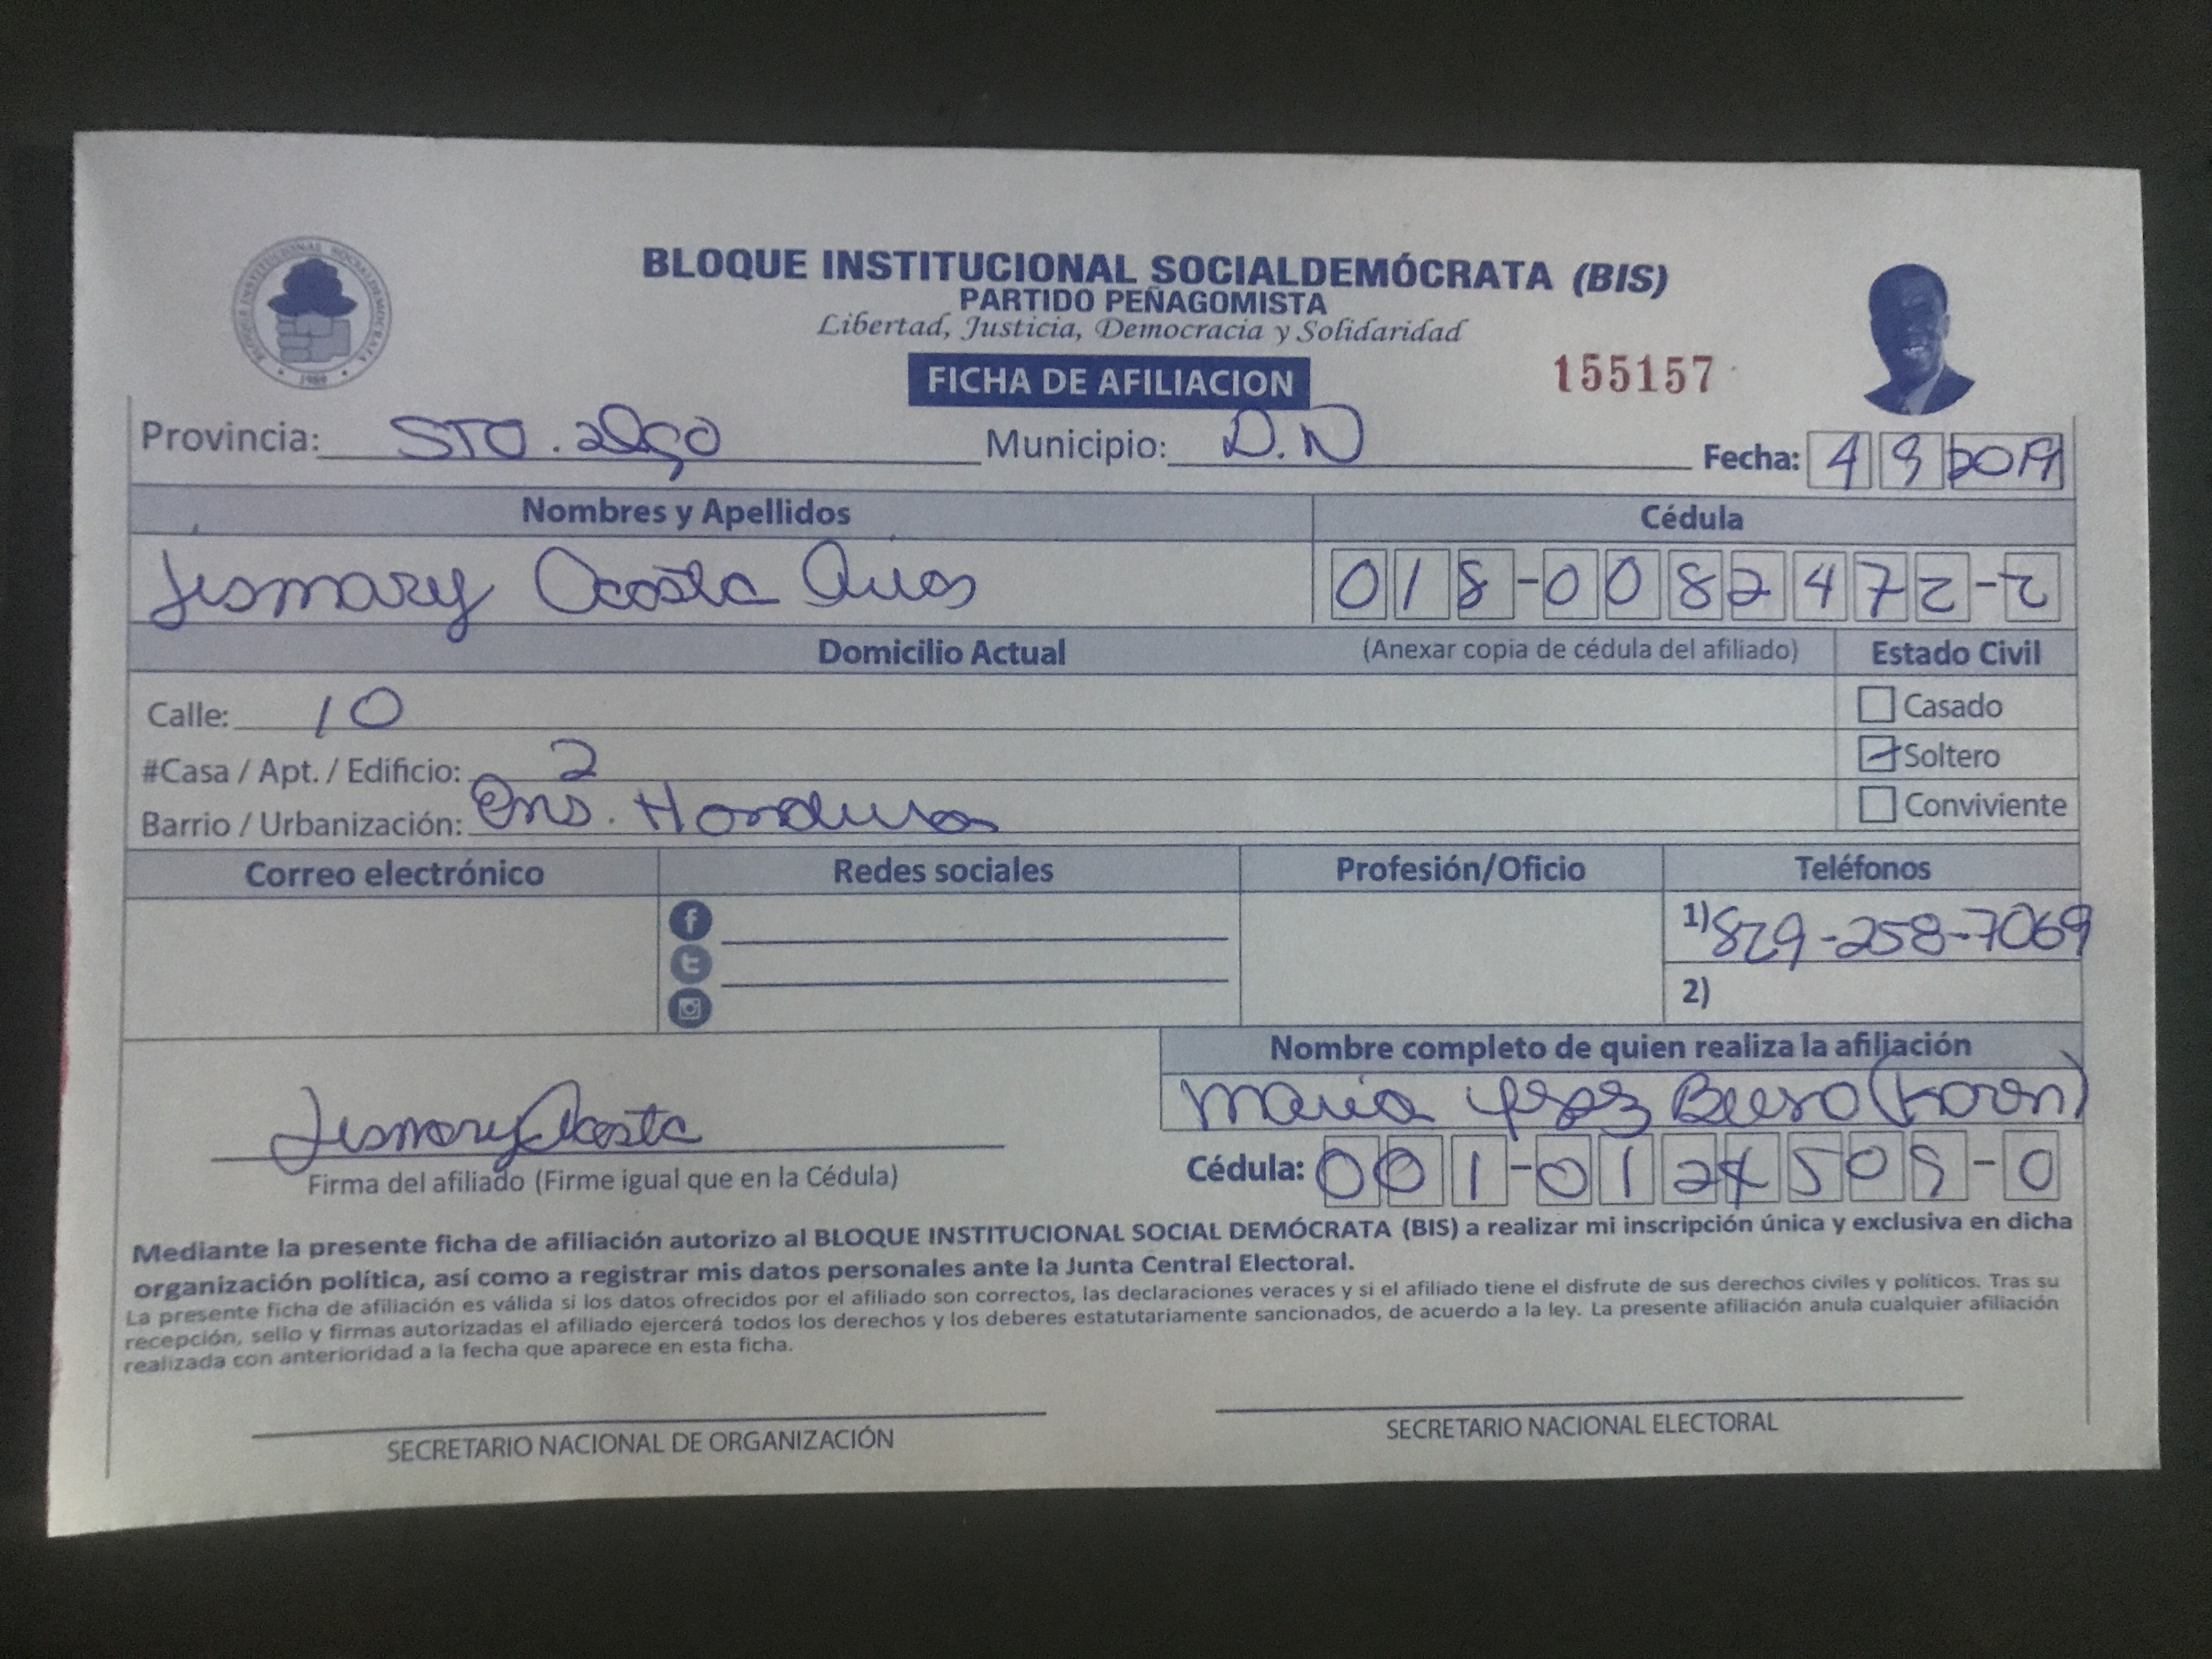 BLOQUE INSTITUCIONAL SOCIALDEMOCRATA
1989
BLOQUE INSTITUCIONAL SOCIALDEMÓCRATA (BIS)
PARTIDO PEÑAGOMISTA
Libertad, Justicia, Democracia y Solidaridad
FICHA DE AFILIACION
155157
Provincia: STO. Municipio: D.N Fecha: 4 9 2019
Nombres y Apellidos Cédula
Jismary Acosta 018-0082472-2
Domicilio Actual (Anexar copia de cédula del afiliado) Estado Civil
Calle: 10 Casado
#Casa / Apt. / Edificio: 2 Soltero
Barrio / Urbanización: Ens. Honduras Conviviente
Correo electrónico Redes sociales Profesión/Oficio Teléfonos
1) 829-258-7069
2)
Nombre completo de quien realiza la afiliación
Maria
Jismary Acosta
Firma del afiliado (Firme igual que en la Cédula)
Cédula: 001-0124509-0
Mediante la presente ficha de afiliación autorizo al BLOQUE INSTITUCIONAL SOCIAL DEMÓCRATA (BIS) a realizar mi inscripción única y exclusiva en dicha
organización política, así como a registrar mis datos personales ante la Junta Central Electoral.
La presente ficha de afiliación es válida si los datos ofrecidos por el afiliado son correctos, las declaraciones veraces y si el afiliado tiene el disfrute de sus derechos civiles y políticos. Tras su
recepción, sello y firmas autorizadas el afiliado ejercerá todos los derechos y los deberes estatutariamente sancionados, de acuerdo a la ley. La presente afiliación anula cualquier afiliación
realizada con anterioridad a la fecha que aparece en esta ficha.
SECRETARIO NACIONAL DE ORGANIZACIÓN
SECRETARIO NACIONAL ELECTORAL